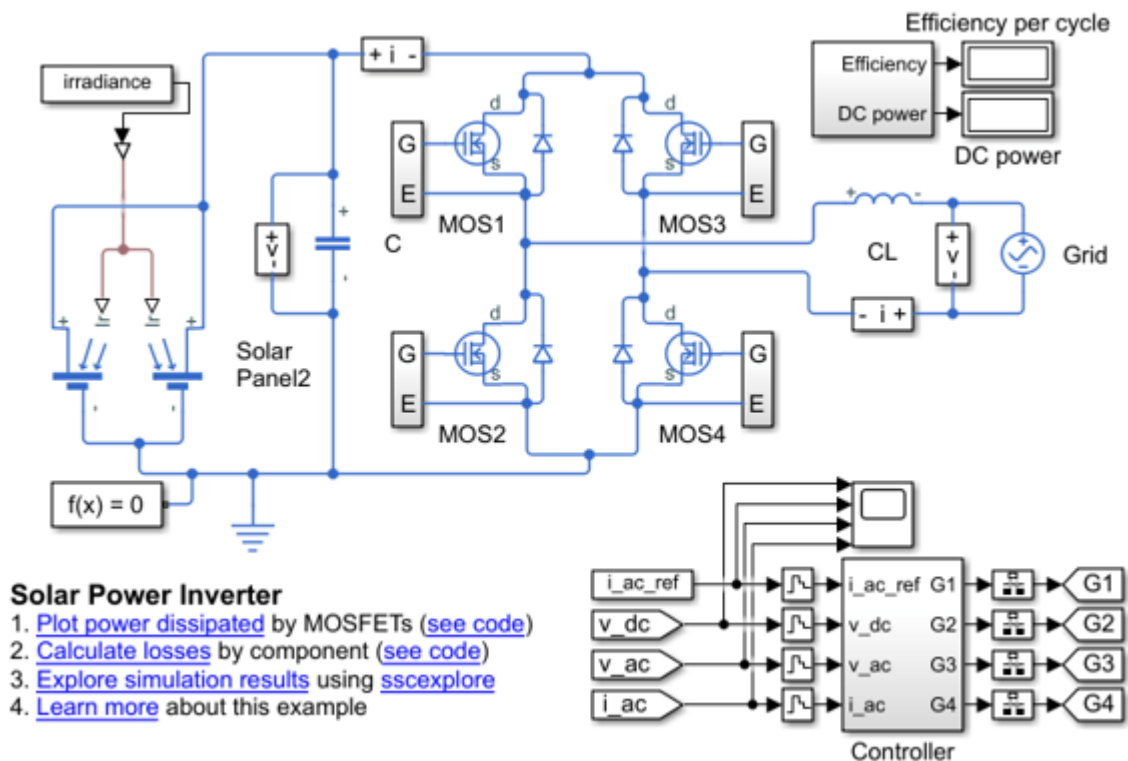 Efficiency per cycle
irradiance
+ i -
Efficiency
DC power
DC power
d
d
G
G
s
s
E
E
MOS1
MOS3
C
+
+ v -
-
+
-
CL
+ v -
Grid
- i +
Ir
Ir
+
+
-
-
Solar
Panel2
d
d
G
G
s
s
E
E
MOS2
MOS4
f(x) = 0
Solar Power Inverter
1. Plot power dissipated by MOSFETs (see code)
2. Calculate losses by component (see code)
3. Explore simulation results using sscexplore
4. Learn more about this example
i_ac_ref
i_ac_ref
G1
G1
v_dc
v_dc
G2
G2
v_ac
v_ac
G3
G3
i_ac
i_ac
G4
G4
Controller